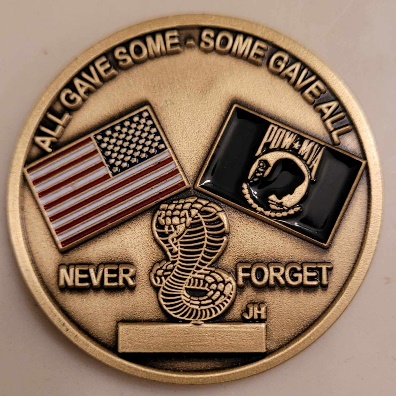 ALL GAVE SOME - SOME GAVE ALL
POW★MIA
NEVER FORGET
JH